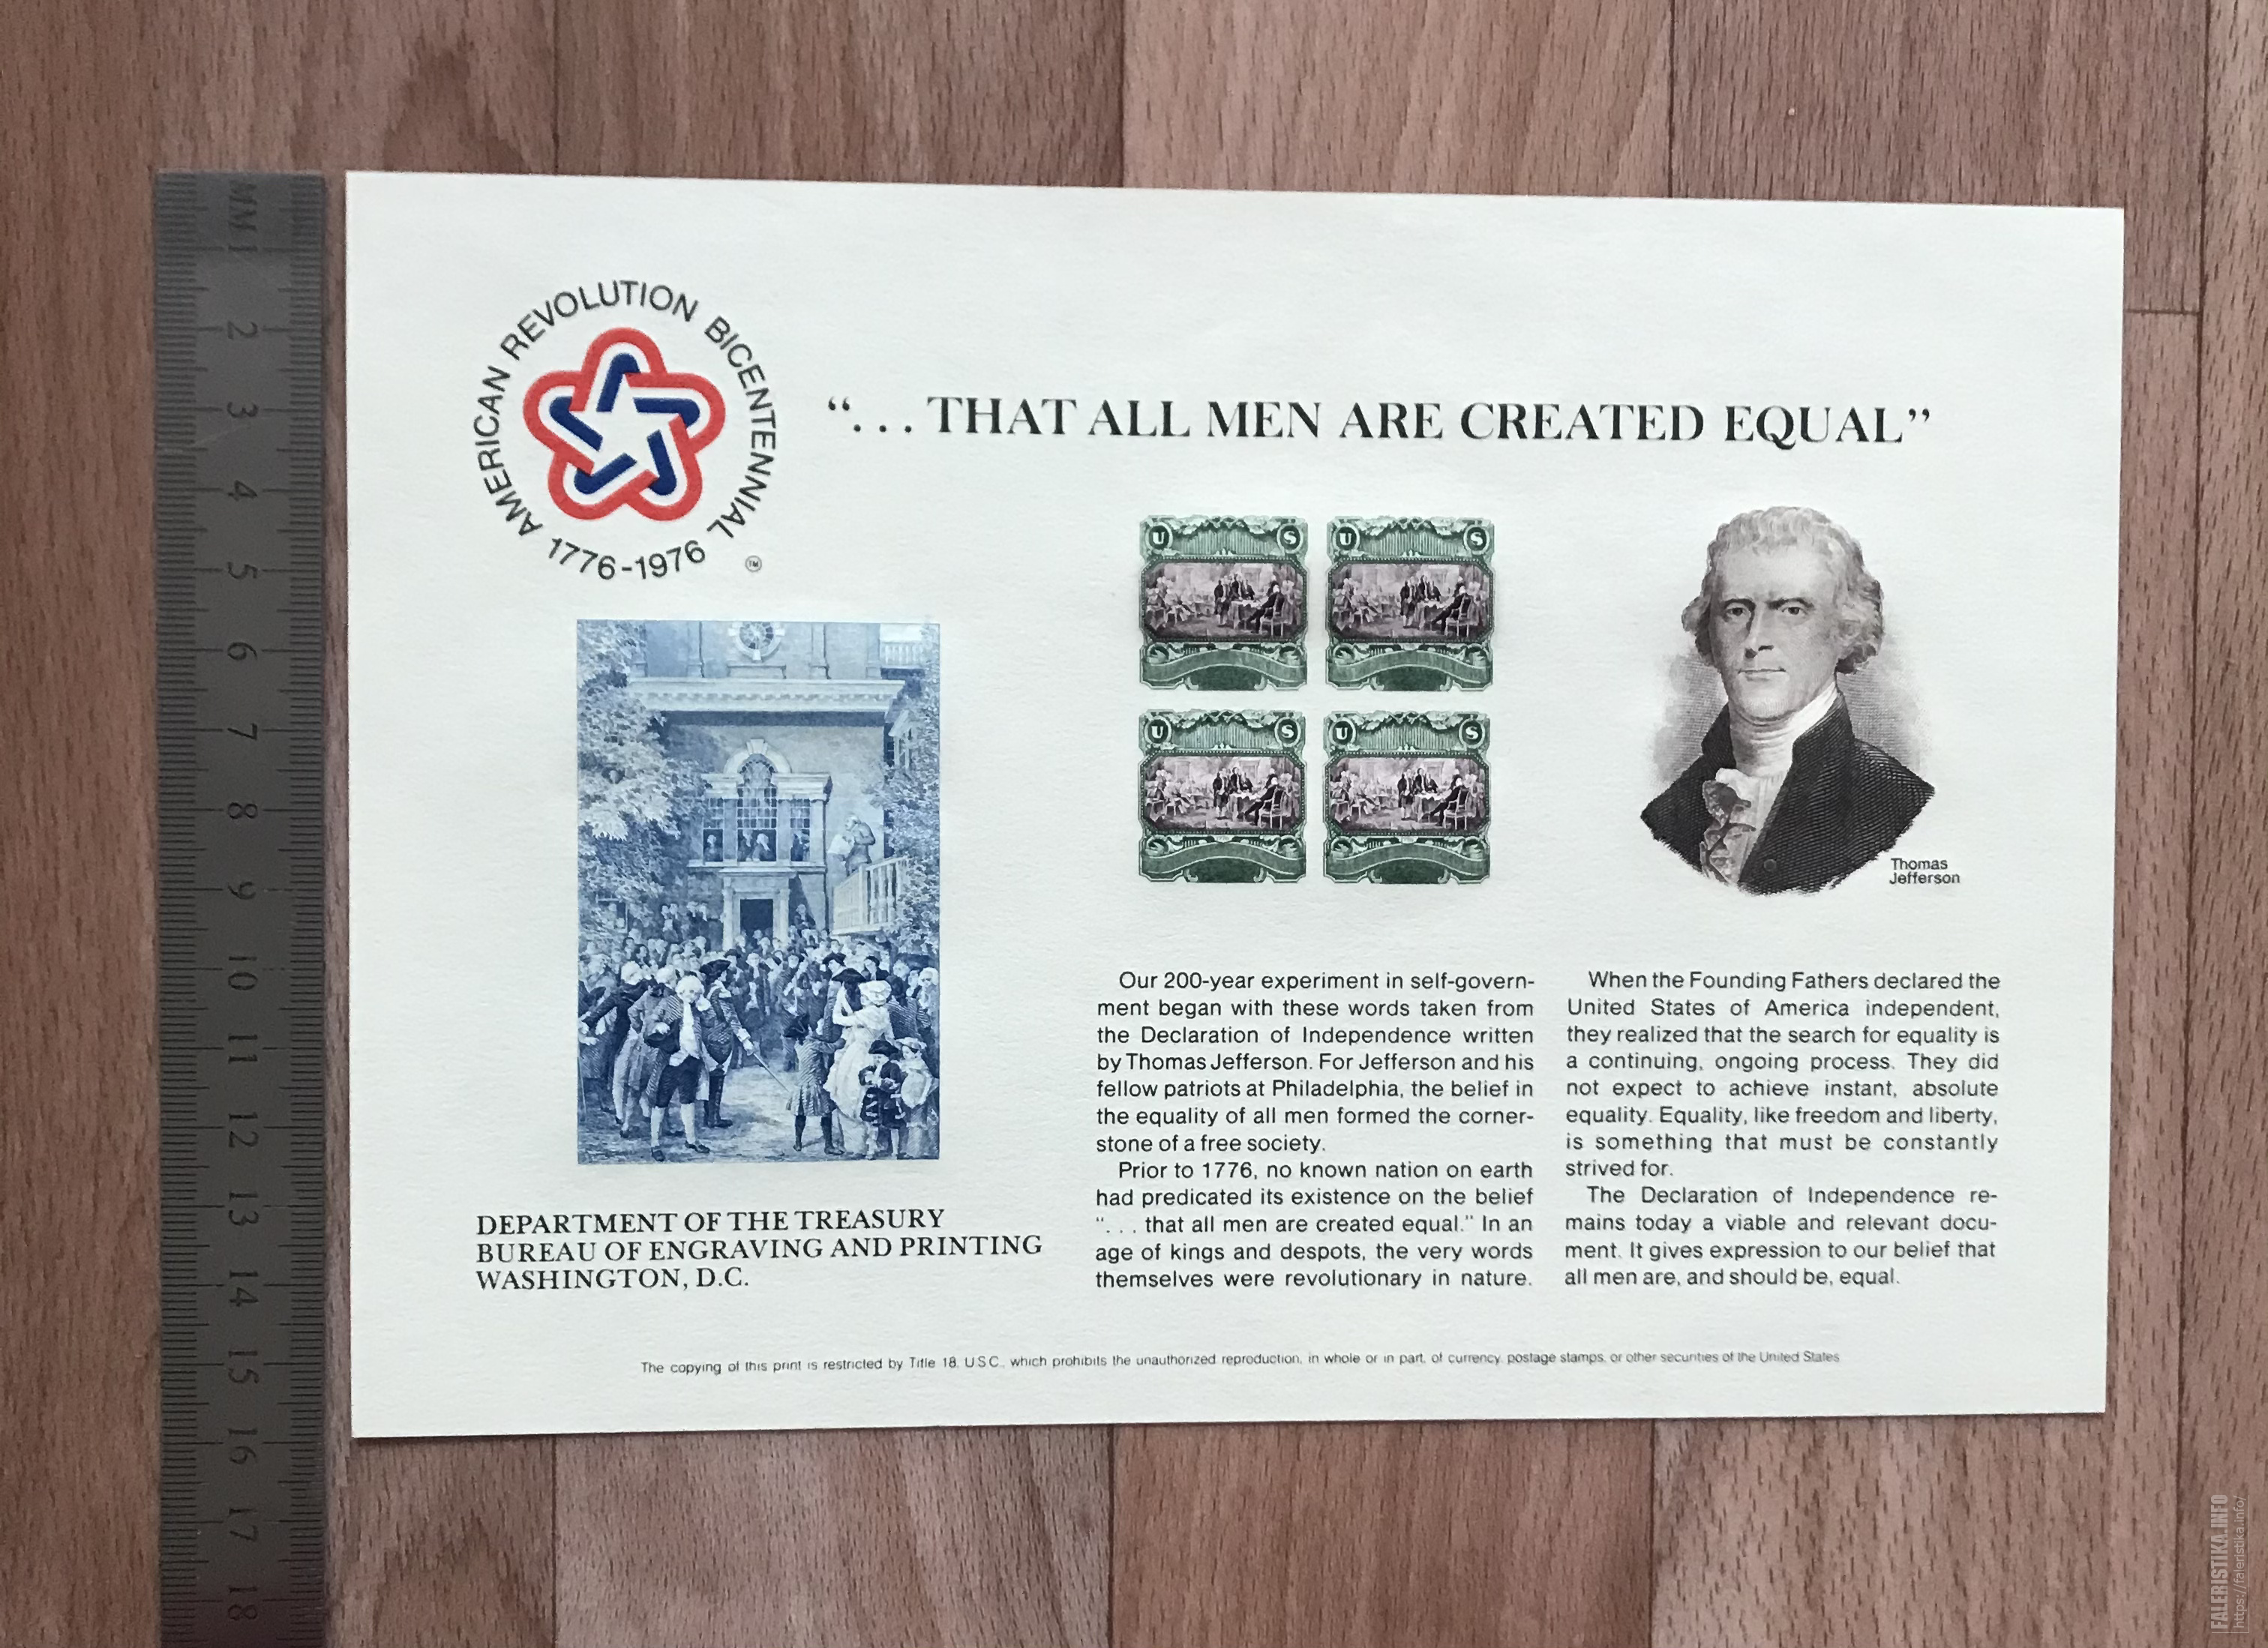 AMERICAN REVOLUTION BICENTENNIAL
1776-1976
TM
“... THAT ALL MEN ARE CREATED EQUAL”
U S
U S
U S
U S
Thomas
Jefferson
DEPARTMENT OF THE TREASURY
BUREAU OF ENGRAVING AND PRINTING
WASHINGTON, D.C.
Our 200-year experiment in self-govern-
ment began with these words taken from
the Declaration of Independence written
by Thomas Jefferson. For Jefferson and his
fellow patriots at Philadelphia, the belief in
the equality of all men formed the corner-
stone of a free society.
Prior to 1776, no known nation on earth
had predicated its existence on the belief
“... that all men are created equal.” In an
age of kings and despots, the very words
themselves were revolutionary in nature.
When the Founding Fathers declared the
United States of America independent,
they realized that the search for equality is
a continuing, ongoing process. They did
not expect to achieve instant, absolute
equality. Equality, like freedom and liberty,
is something that must be constantly
strived for.
The Declaration of Independence re-
mains today a viable and relevant docu-
ment. It gives expression to our belief that
all men are, and should be, equal.
The copying of this print is restricted by Title 18, U.S.C., which prohibits the unauthorized reproduction, in whole or in part, of currency, postage stamps, or other securities of the United States
MM 1 2 3 4 5 6 7 8 9 10 11 12 13 14 15 16 17 18
FALERISTIKA.INFO
https://faleristika.info/